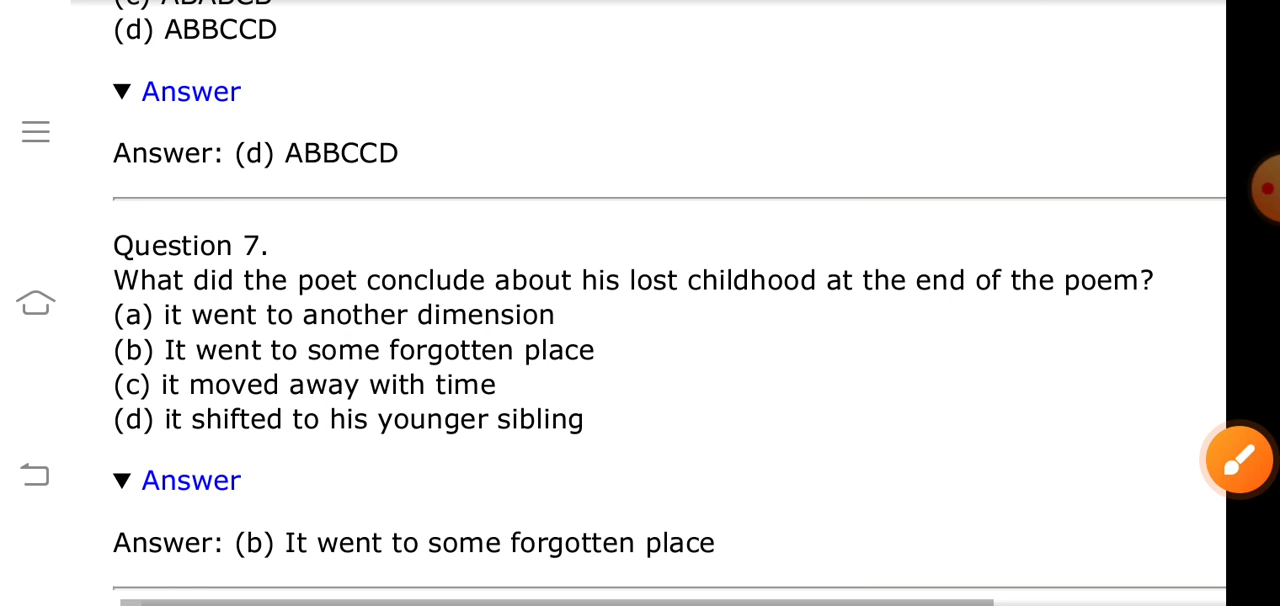 (d) ABBCCD
Answer
Answer: (d) ABBCCD
Question 7.
What did the poet conclude about his lost childhood at the end of the poem?
(a) it went to another dimension
(b) It went to some forgotten place
(c) it moved away with time
(d) it shifted to his younger sibling
Answer
Answer: (b) It went to some forgotten place